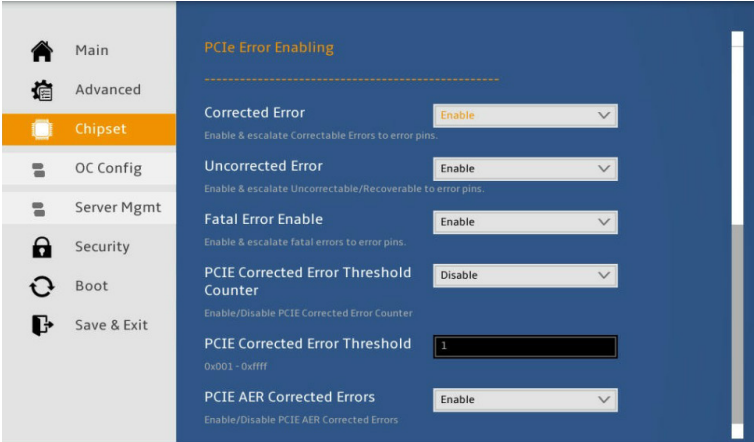 Main
Advanced
Chipset
OC Config
Server Mgmt
Security
Boot
Save & Exit
PCIe Error Enabling
--------------------------------------------------
Corrected Error
Enable
Enable & escalate Correctable Errors to error pins.
Uncorrected Error
Enable
Enable & escalate Uncorrectable/Recoverable to error pins.
Fatal Error Enable
Enable
Enable & escalate fatal errors to error pins.
PCIE Corrected Error Threshold
Counter
Disable
Enable/Disable PCIE Corrected Error Counter
PCIE Corrected Error Threshold
1
0x001 - 0xffff
PCIE AER Corrected Errors
Enable
Enable/Disable PCIE AER Corrected Errors